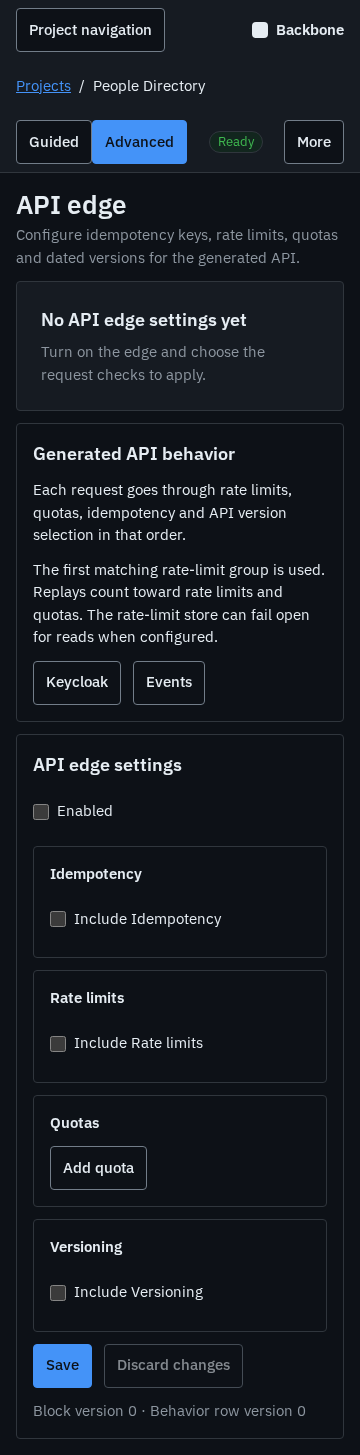 Project navigation
Backbone
Projects / People Directory
Guided
Advanced
Ready
More
API edge
Configure idempotency keys, rate limits, quotas
and dated versions for the generated API.
No API edge settings yet
Turn on the edge and choose the
request checks to apply.
Generated API behavior
Each request goes through rate limits,
quotas, idempotency and API version
selection in that order.
The first matching rate-limit group is used.
Replays count toward rate limits and
quotas. The rate-limit store can fail open
for reads when configured.
Keycloak
Events
API edge settings
Enabled
Idempotency
Include Idempotency
Rate limits
Include Rate limits
Quotas
Add quota
Versioning
Include Versioning
Save
Discard changes
Block version 0 · Behavior row version 0